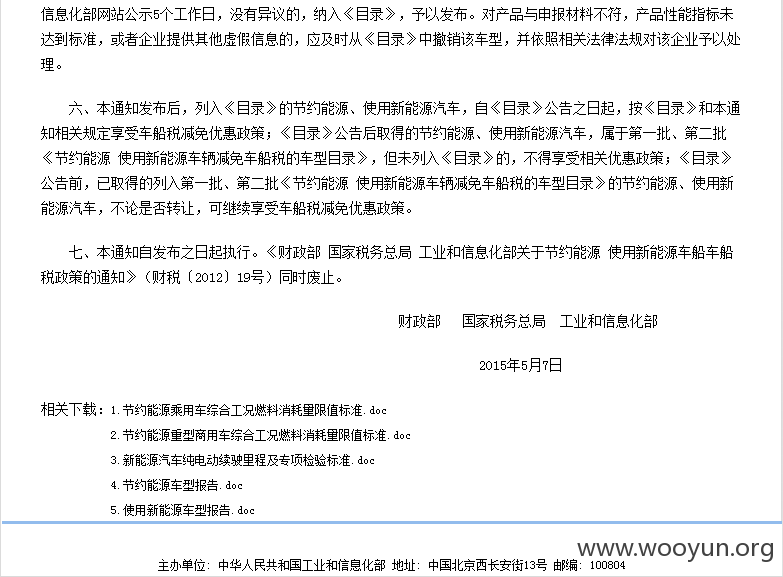 信息化部网站公示5个工作日，没有异议的，纳入《目录》，予以发布。对产品与申报材料不符，产品性能指标未
达到标准，或者企业提供其他虚假信息的，应及时从《目录》中撤销该车型，并依照相关法律法规对该企业予以处
理。
六、本通知发布后，列入《目录》的节约能源、使用新能源汽车，自《目录》公告之日起，按《目录》和本通
知相关规定享受车船税减免优惠政策；《目录》公告后取得的节约能源、使用新能源汽车，属于第一批、第二批
《节约能源 使用新能源车辆减免车船税的车型目录》，但未列入《目录》的，不得享受相关优惠政策；《目录》
公告前，已取得的列入第一批、第二批《节约能源 使用新能源车辆减免车船税的车型目录》的节约能源、使用新
能源汽车，不论是否转让，可继续享受车船税减免优惠政策。
七、本通知自发布之日起执行。《财政部 国家税务总局 工业和信息化部关于节约能源 使用新能源车船车船
税政策的通知》（财税〔2012〕19号）同时废止。
财政部 国家税务总局 工业和信息化部
2015年5月7日
相关下载：1.节约能源乘用车综合工况燃料消耗量限值标准.doc
2.节约能源重型商用车综合工况燃料消耗量限值标准.doc
3.新能源汽车纯电动续驶里程及专项检验标准.doc
4.节约能源车型报告.doc
5.使用新能源车型报告.doc
www.wooyun.org
主办单位：中华人民共和国工业和信息化部 地址：中国北京西长安街13号 邮编：100804